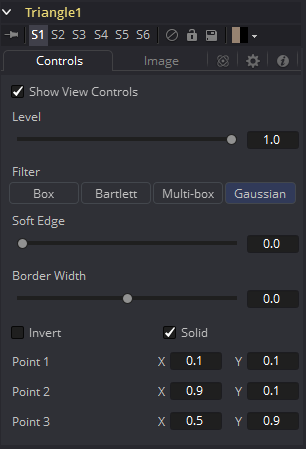 Triangle1
S1 S2 S3 S4 S5 S6
Controls Image
Show View Controls
Level
1.0
Filter
Box Bartlett Multi-box Gaussian
Soft Edge
0.0
Border Width
0.0
Invert Solid
Point 1 X 0.1 Y 0.1
Point 2 X 0.9 Y 0.1
Point 3 X 0.5 Y 0.9